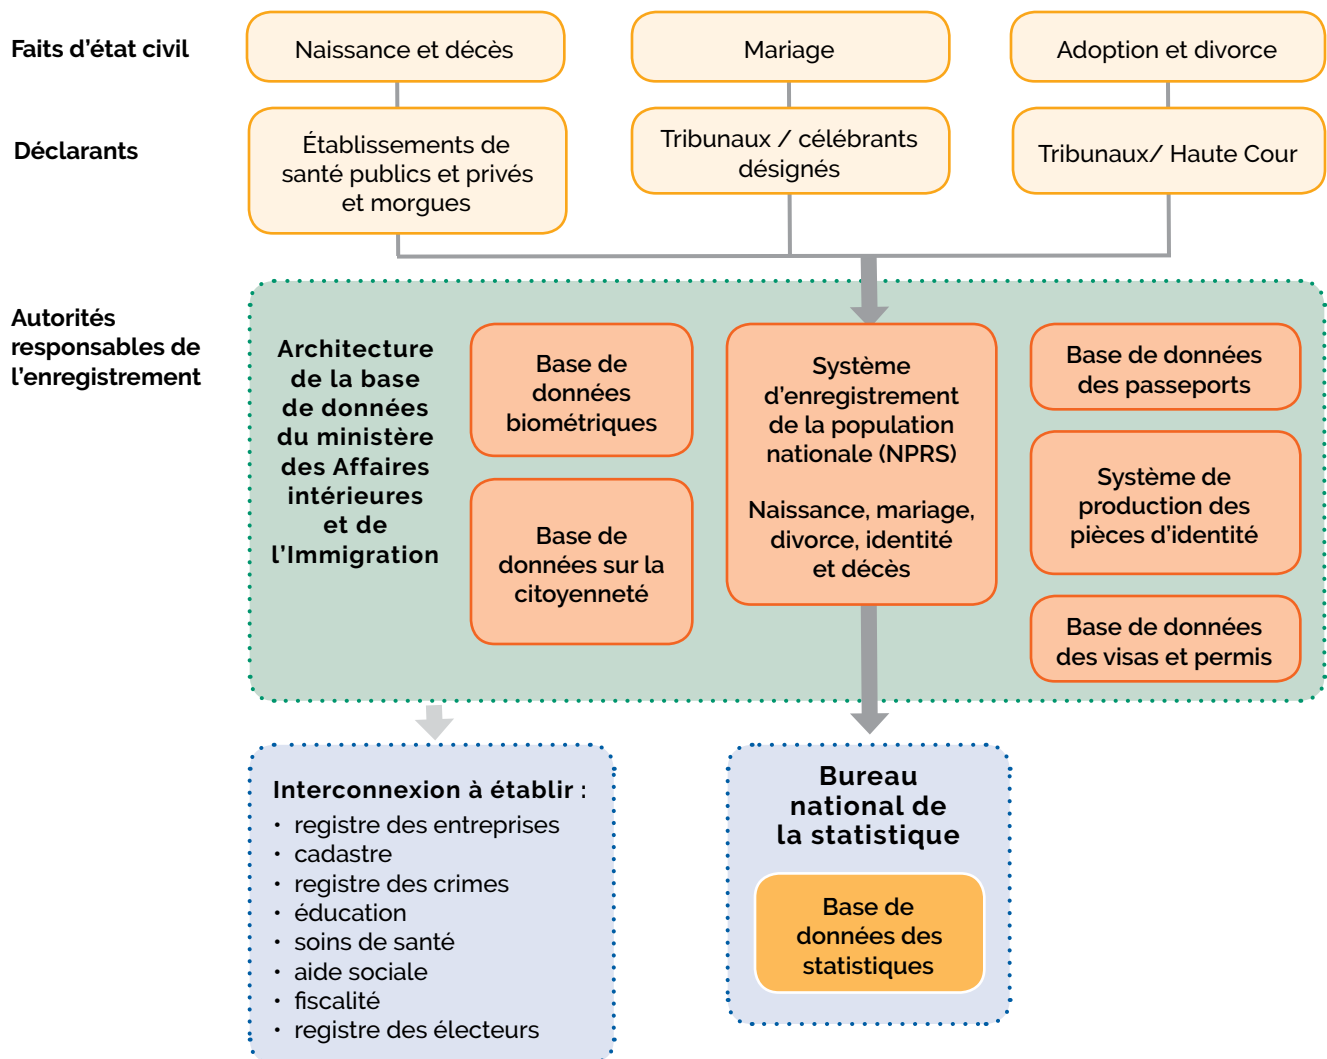 Faits d'état civil
Naissance et décès
Mariage
Adoption et divorce
Déclarants
Établissements de
santé publics et privés
et morgues
Tribunaux / célébrants
désignés
Tribunaux/ Haute Cour
Autorités
responsables de
l'enregistrement
Architecture
de la base
de données
du ministère
des Affaires
intérieures
et de
l'Immigration
Base de
données
biométriques
Base de
données sur la
citoyenneté
Système
d'enregistrement
de la population
nationale (NPRS)
Naissance, mariage,
divorce, identité
et décès
Base de données
des passeports
Système de
production des
pièces d'identité
Base de données
des visas et permis
Interconnexion à établir :
• registre des entreprises
• cadastre
• registre des crimes
• éducation
• soins de santé
• aide sociale
• fiscalité
• registre des électeurs
Bureau
national de
la statistique
Base de
données des
statistiques